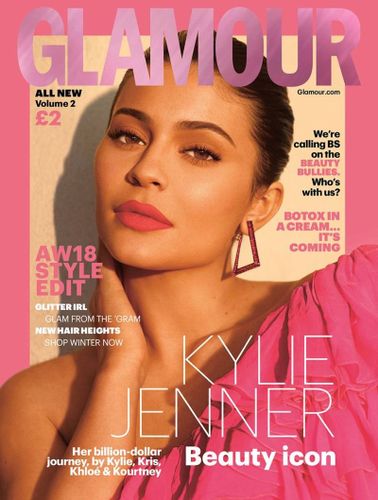 GLAMOUR
ALL NEW
Volume 2
£2
Glamour.com
We're
calling BS
on the
BEAUTY
BULLIES.
Who's
with us?
BOTOX IN
A CREAM...
IT'S
COMING
AW18
STYLE
EDIT
GLITTER IRL
GLAM FROM THE 'GRAM
NEW HAIR HEIGHTS
SHOP WINTER NOW
KYLIE
JENNER
Her billion-dollar
journey, by Kylie, Kris,
Khloé & Kourtney
Beauty icon